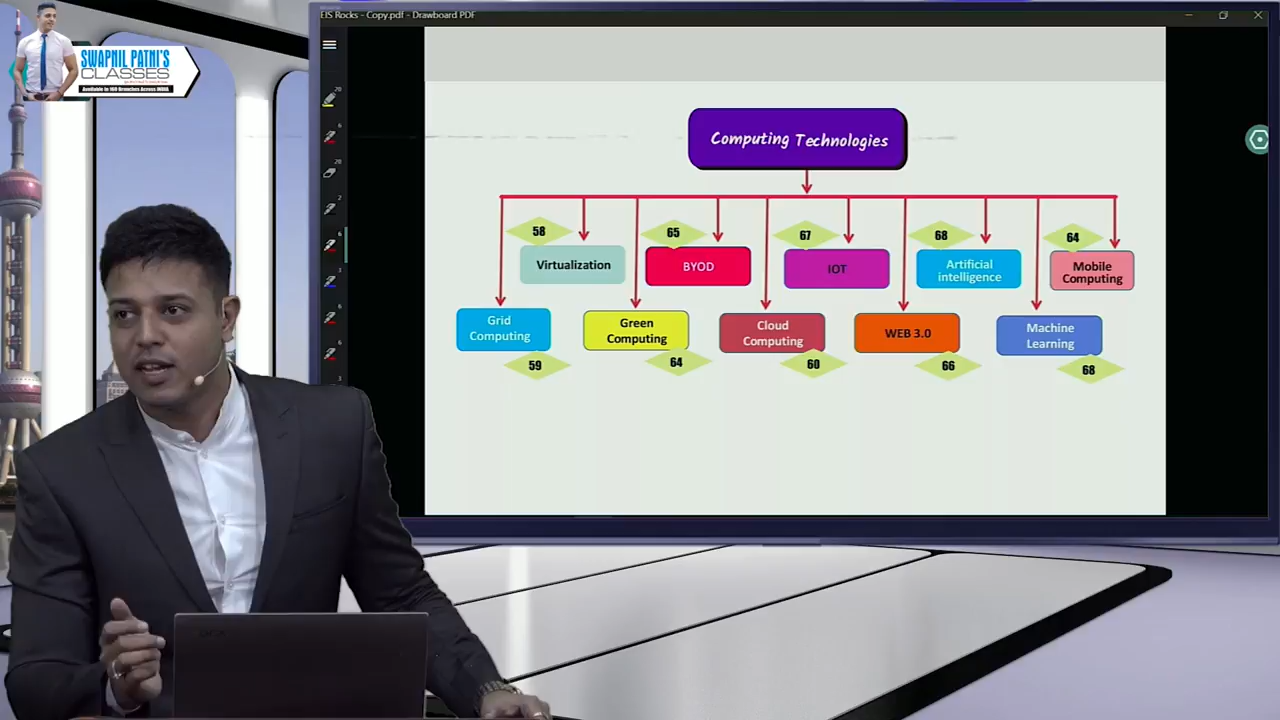 SWAPNIL PATNI'S
CLASSES
Available In 160 Branches Across INDIA
EIS Rocks - Copy.pdf - Drawboard PDF
Computing Technologies
58
65
67
68
64
Virtualization
BYOD
IOT
Artificial
intelligence
Mobile
Computing
Grid
Computing
Green
Computing
Cloud
Computing
WEB 3.0
Machine
Learning
59
64
60
66
68